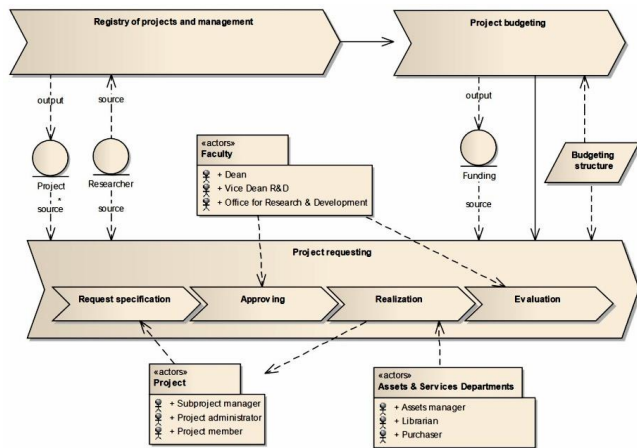 Registry of projects and management
Project budgeting
output
source
output
«actors»
Faculty
+ Dean
+ Vice Dean R&D
+ Office for Research & Development
Project
Researcher
Funding
Budgeting
structure
*
source
source
source
Project requesting
Request specification
Approving
Realization
Evaluation
«actors»
Project
+ Subproject manager
+ Project administrator
+ Project member
«actors»
Assets & Services Departments
+ Assets manager
+ Librarian
+ Purchaser